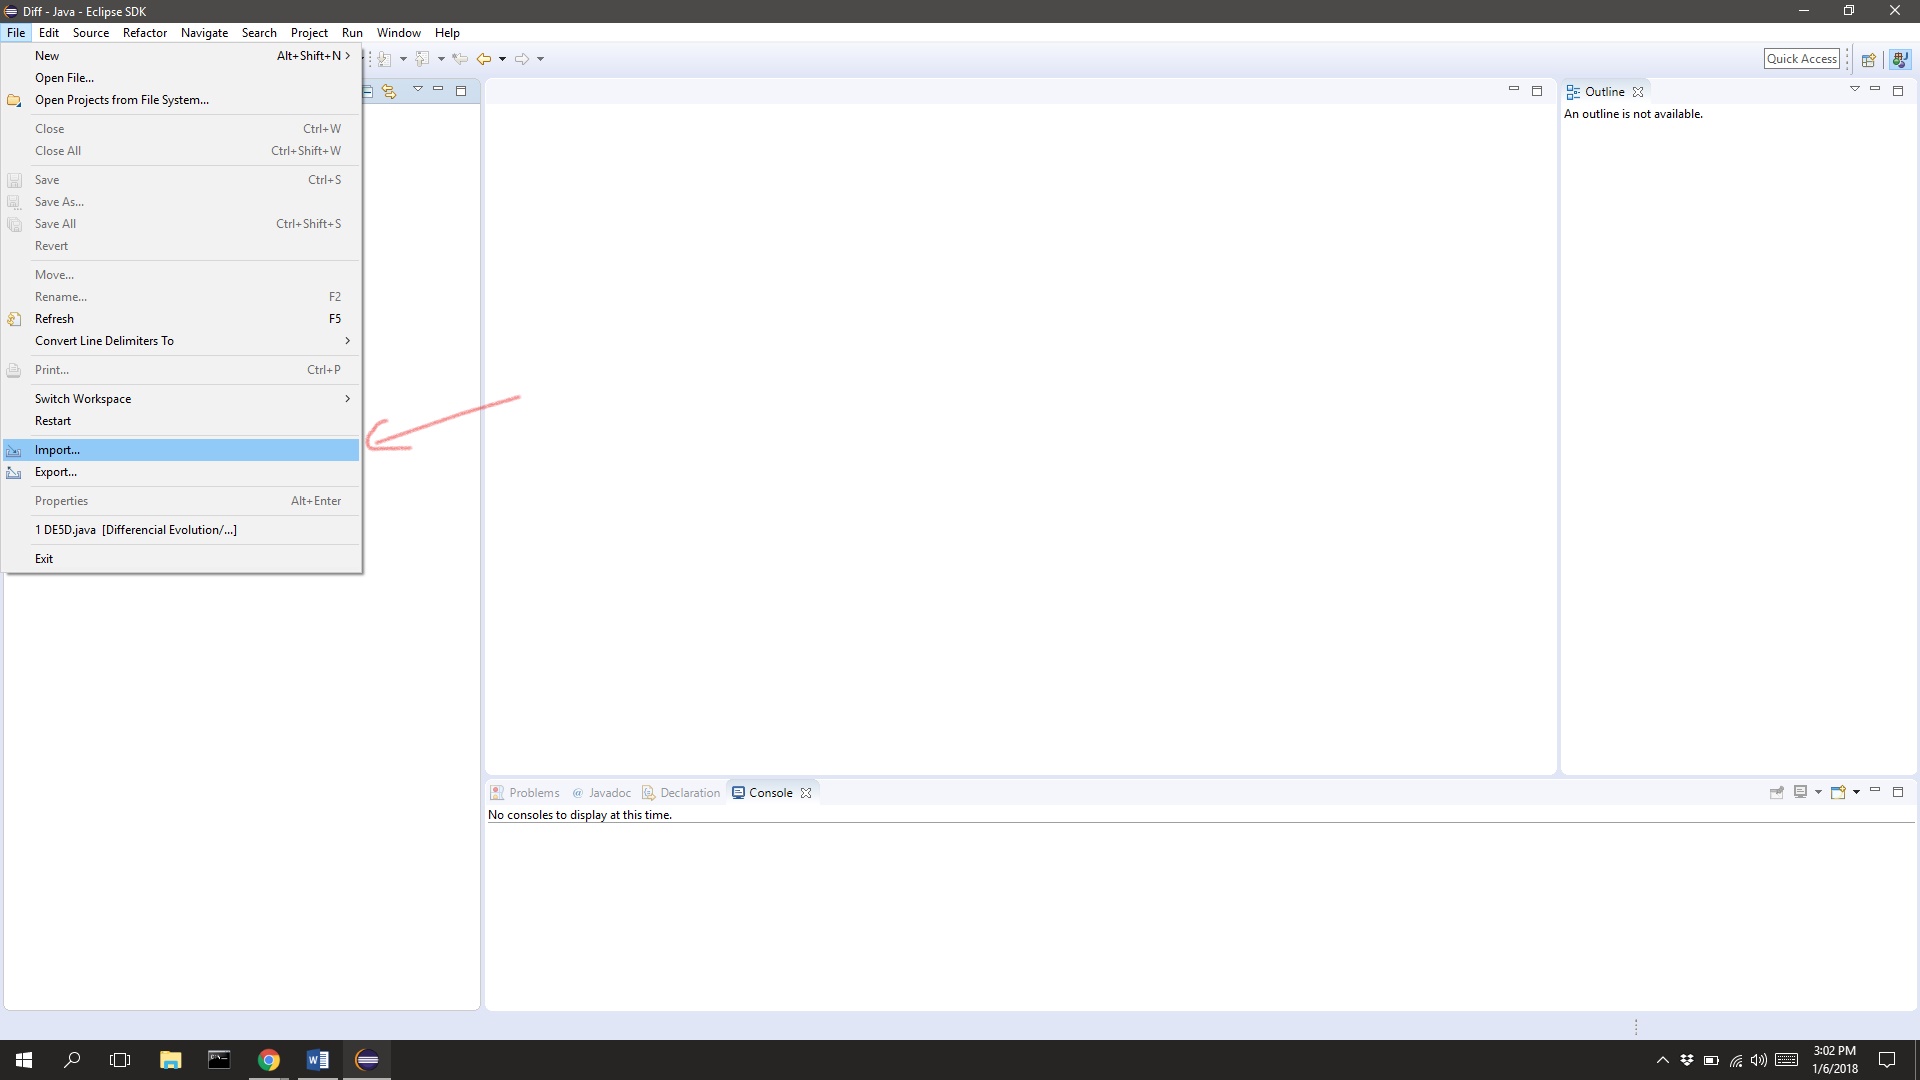 Diff - Java - Eclipse SDK
File Edit Source Refactor Navigate Search Project Run Window Help
New Alt+Shift+N
Open File...
Open Projects from File System...
Close Ctrl+W
Close All Ctrl+Shift+W
Save Ctrl+S
Save As...
Save All Ctrl+Shift+S
Revert
Move...
Rename... F2
Refresh F5
Convert Line Delimiters To
Print... Ctrl+P
Switch Workspace
Restart
Import...
Export...
Properties Alt+Enter
1 DE5D.java [Differencial Evolution/...]
Exit
Quick Access
Outline
An outline is not available.
Problems @ Javadoc Declaration Console
No consoles to display at this time.
3:02 PM
1/6/2018